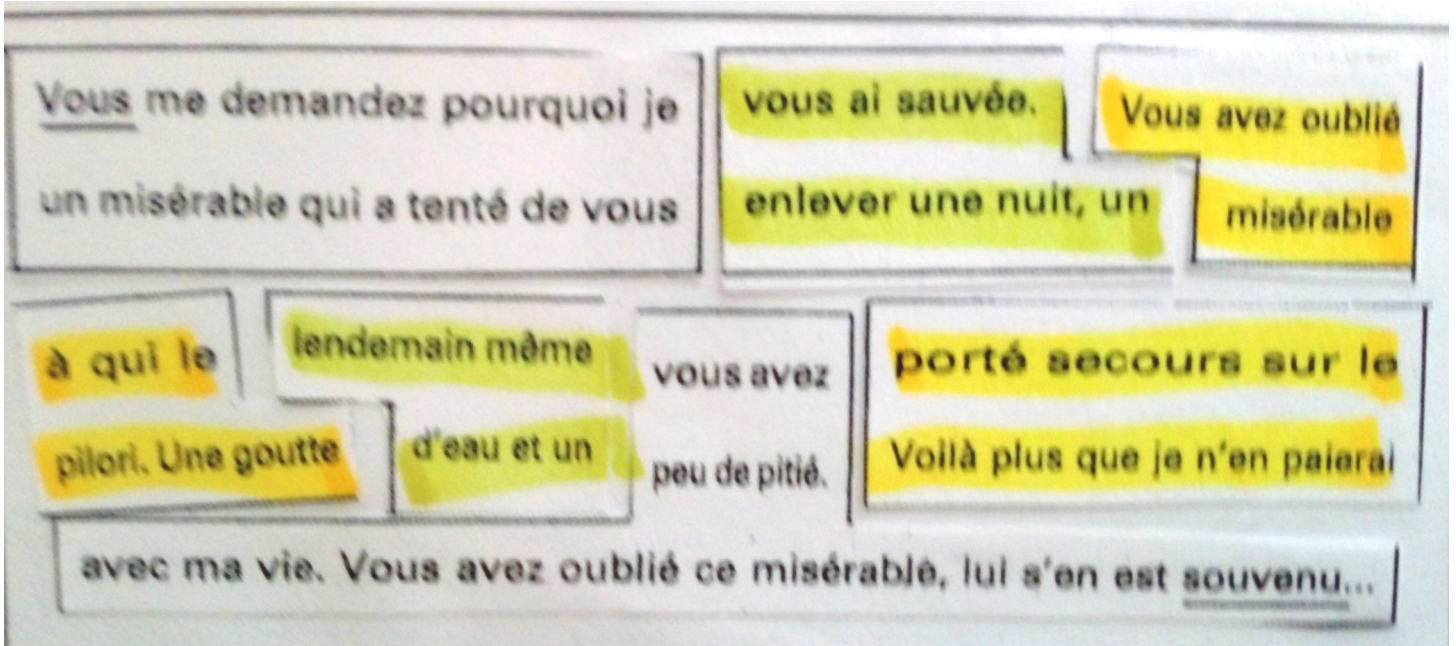 Vous me demandez pourquoi je vous ai sauvée. Vous avez oublié
un misérable qui a tenté de vous enlever une nuit, un misérable
à qui le lendemain même vous avez porté secours sur le
pilori. Une goutte d'eau et un peu de pitié. Voilà plus que je n'en paierai
avec ma vie. Vous avez oublié ce misérable, lui s'en est souvenu...